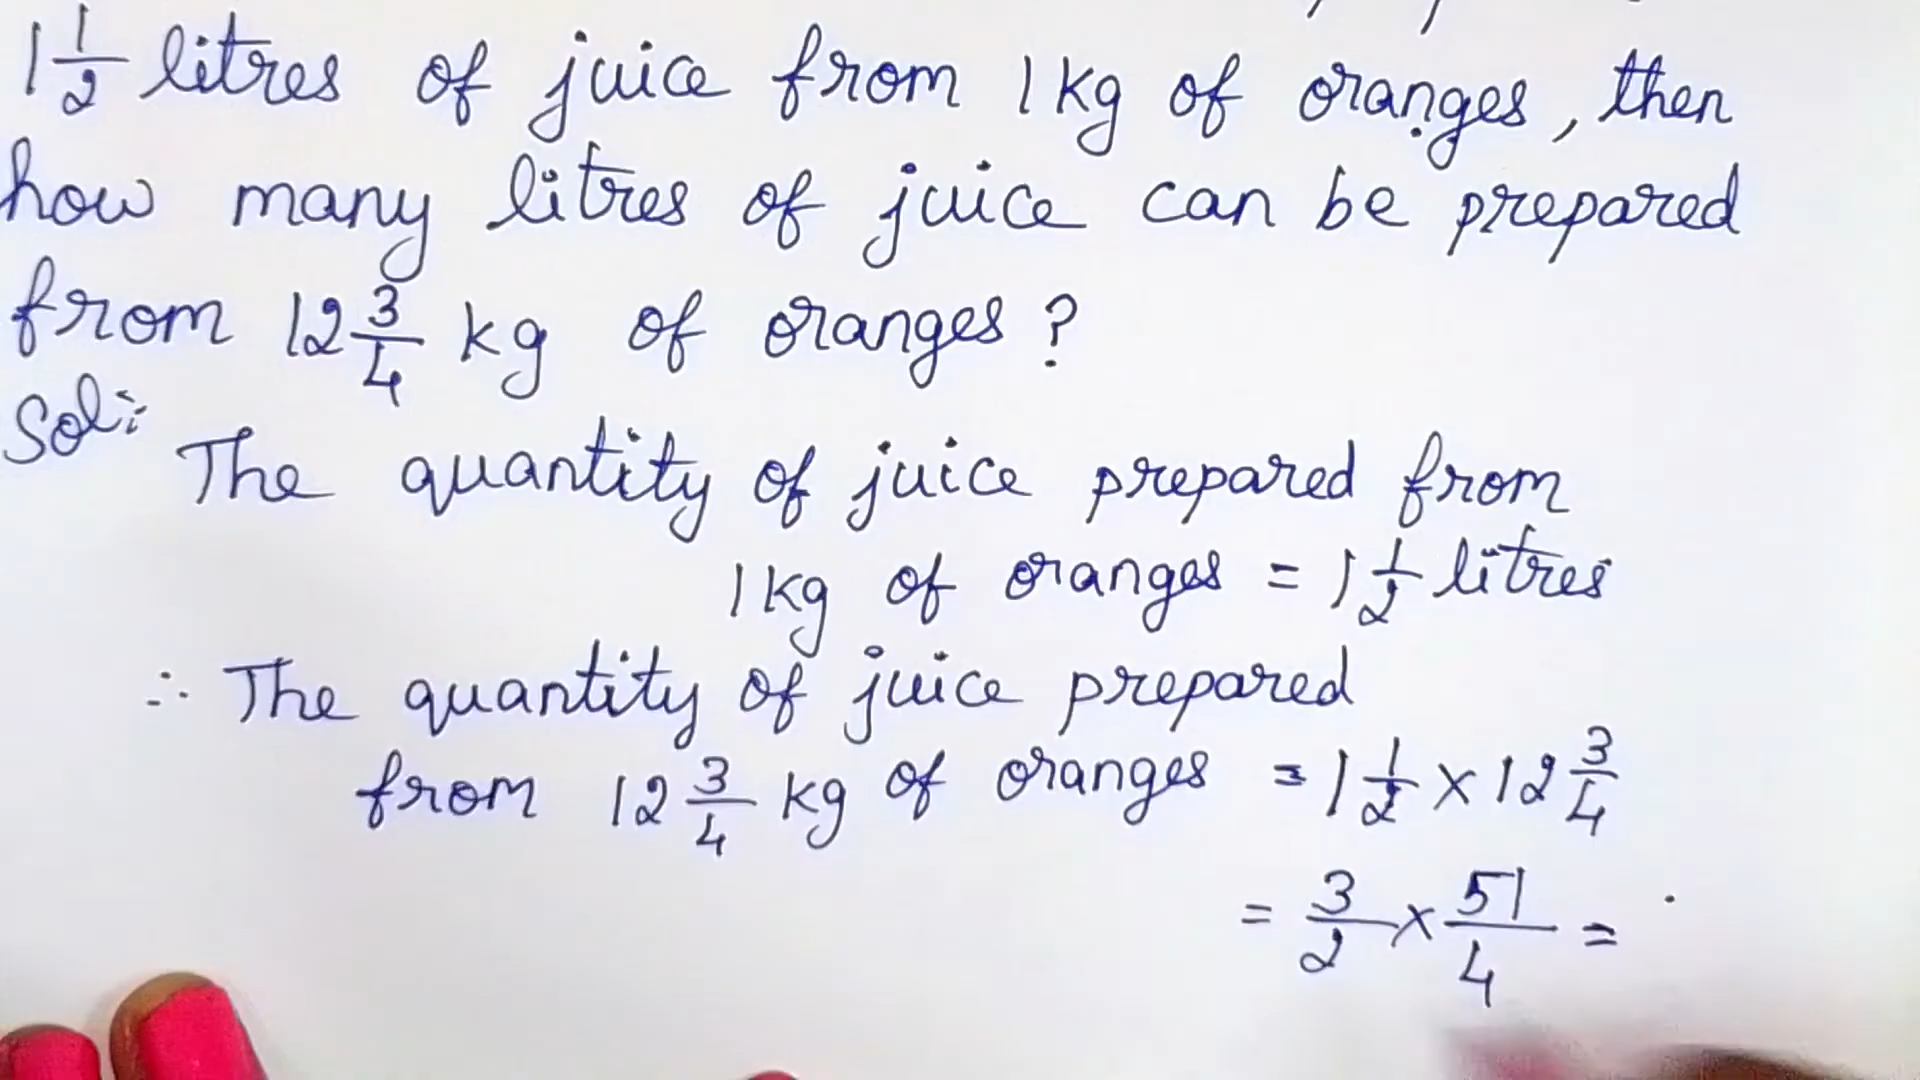 1 1/2 litres of juice from 1 kg of oranges, then
how many litres of juice can be prepared
from 12 3/4 kg of oranges?
Sol:
The quantity of juice prepared from
1 kg of oranges = 1 1/2 litres
∴ The quantity of juice prepared
from 12 3/4 kg of oranges = 1 1/2 × 12 3/4
= 3/2 × 51/4 =